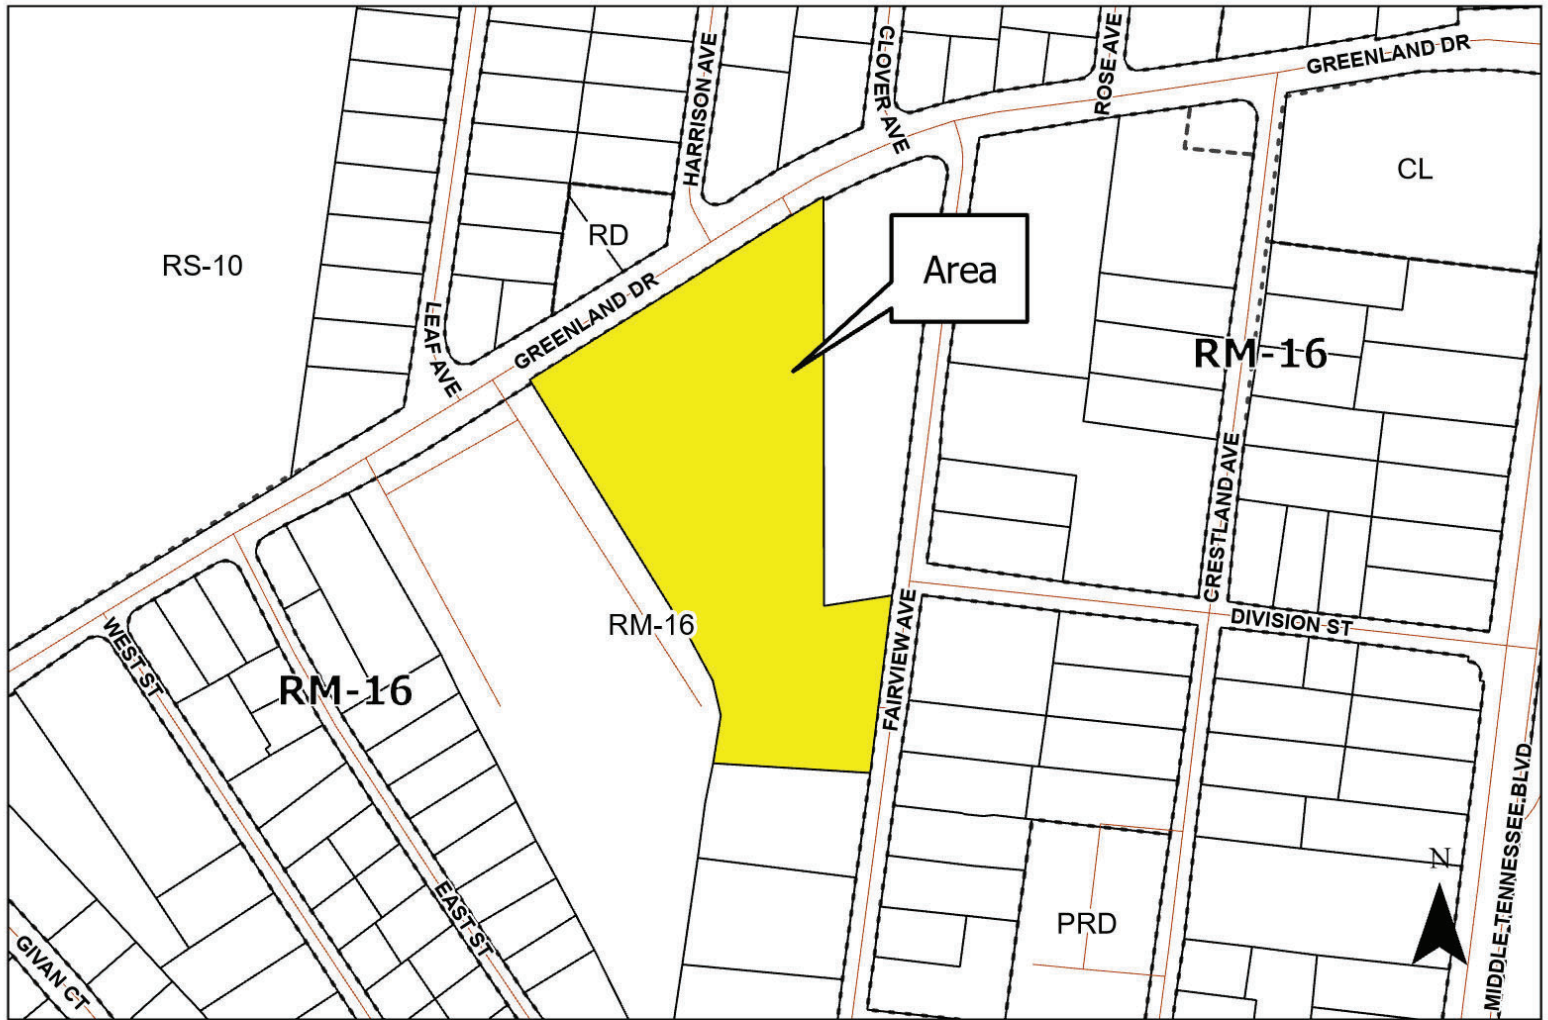 HARRISON AVE
CLOVER AVE
ROSE AVE
GREENLAND DR
CL
RS-10
RD
Area
LEAF AVE
GREENLAND DR
RM-16
CRESTLAND AVE
RM-16
WEST ST
RM-16
FAIRVIEW AVE
DIVISION ST
EAST ST
GIVAN CT
PRD
MIDDLE TENNESSEE BLVD
N